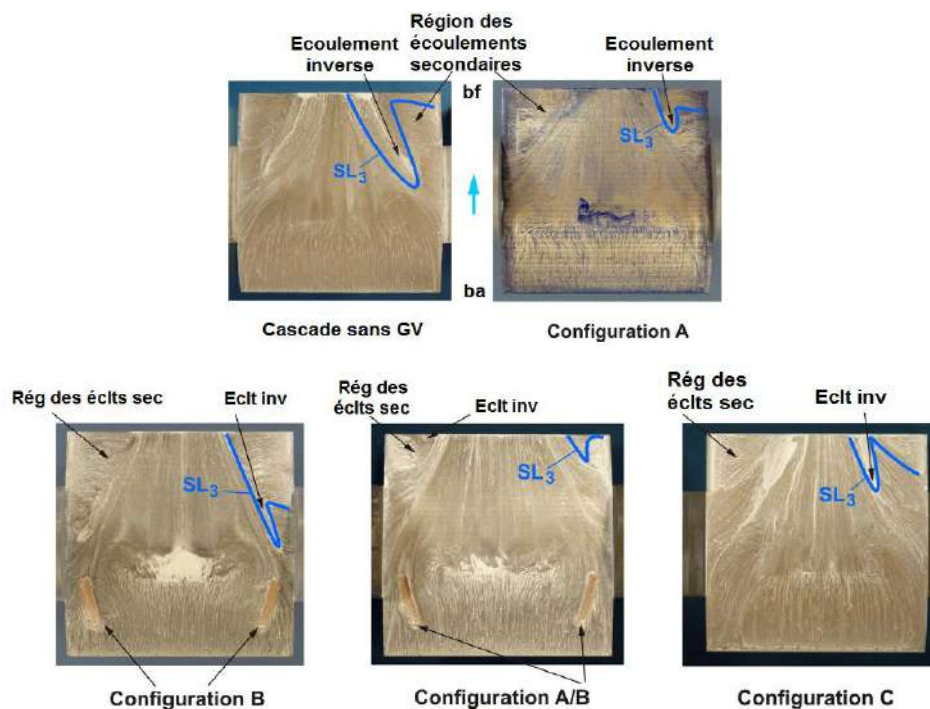 Région des
écoulements
secondaires
Ecoulement
inverse
Ecoulement
inverse
bf
SL3
SL3
ba
Cascade sans GV
Configuration A
Rég des éclts sec
Eclt inv
Rég des
éclts sec
Eclt inv
Rég des
éclts sec
Eclt inv
SL3
SL3
SL3
Configuration B
Configuration A/B
Configuration C